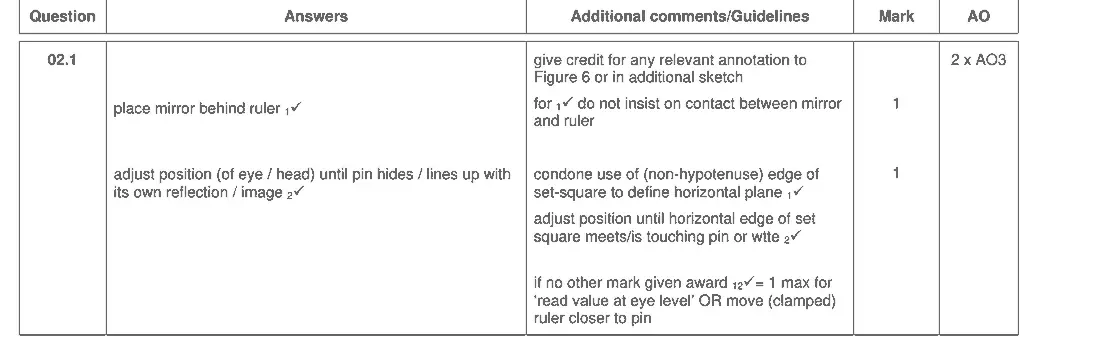 Question Answers Additional comments/Guidelines Mark AO
02.1 give credit for any relevant annotation to 2 x AO3
Figure 6 or in additional sketch
place mirror behind ruler ₁✓ for ₁✓ do not insist on contact between mirror 1
and ruler
adjust position (of eye / head) until pin hides / lines up with condone use of (non-hypotenuse) edge of 1
its own reflection / image ₂✓ set-square to define horizontal plane ₁✓
adjust position until horizontal edge of set
square meets/is touching pin or wtte ₂✓
if no other mark given award ₁₂✓= 1 max for
'read value at eye level' OR move (clamped)
ruler closer to pin